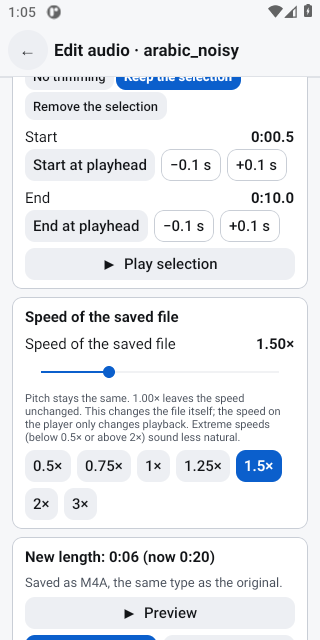 1:05
← Edit audio · arabic_noisy
No trimming Keep the selection
Remove the selection
Start 0:00.5
Start at playhead −0.1 s +0.1 s
End 0:10.0
End at playhead −0.1 s +0.1 s
► Play selection
Speed of the saved file
Speed of the saved file 1.50×
Pitch stays the same. 1.00× leaves the speed
unchanged. This changes the file itself; the speed on
the player only changes playback. Extreme speeds
(below 0.5× or above 2×) sound less natural.
0.5× 0.75× 1× 1.25× 1.5×
2× 3×
New length: 0:06 (now 0:20)
Saved as M4A, the same type as the original.
► Preview